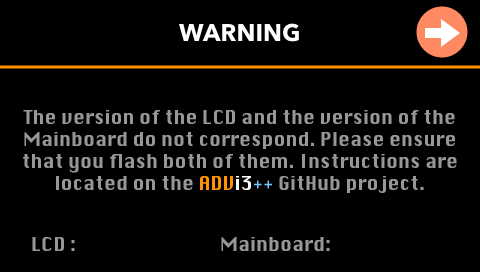 WARNING
The version of the LCD and the version of the
Mainboard do not correspond. Please ensure
that you flash both of them. Instructions are
located on the ADVi3++ GitHub project.
LCD : Mainboard: